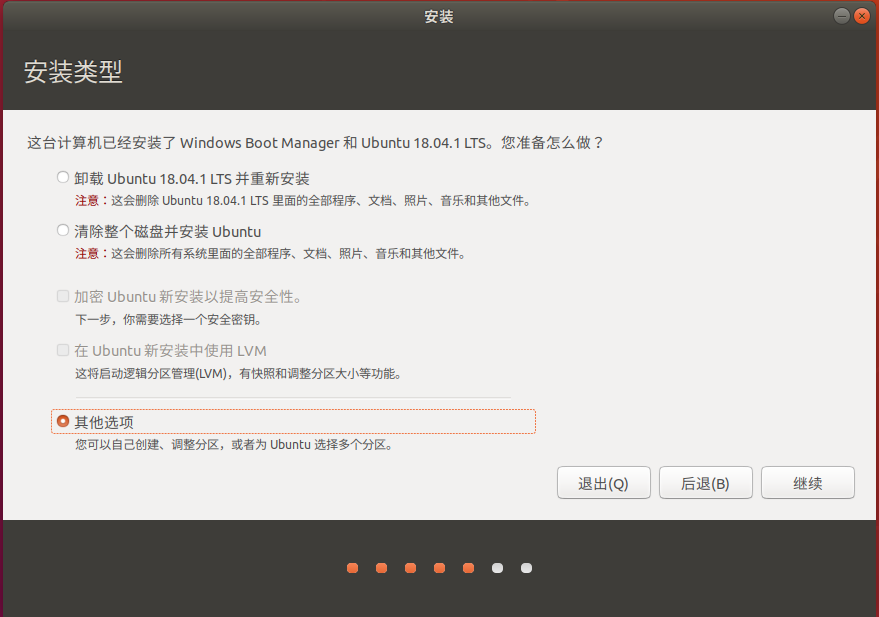 安装
安装类型
这台计算机已经安装了 Windows Boot Manager 和 Ubuntu 18.04.1 LTS。您准备怎么做？
卸载 Ubuntu 18.04.1 LTS 并重新安装
注意：这会删除 Ubuntu 18.04.1 LTS 里面的全部程序、文档、照片、音乐和其他文件。
清除整个磁盘并安装 Ubuntu
注意：这会删除所有系统里面的全部程序、文档、照片、音乐和其他文件。
加密 Ubuntu 新安装以提高安全性。
下一步，你需要选择一个安全密钥。
在 Ubuntu 新安装中使用 LVM
这将启动逻辑分区管理(LVM)，有快照和调整分区大小等功能。
其他选项
您可以自己创建、调整分区，或者为 Ubuntu 选择多个分区。
退出(Q) 后退(B) 继续